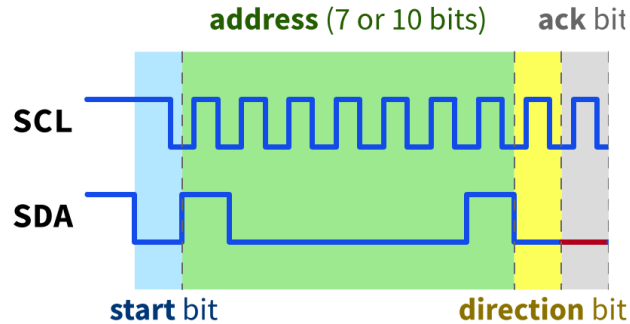 address (7 or 10 bits) ack bit
SCL
SDA
start bit direction bit